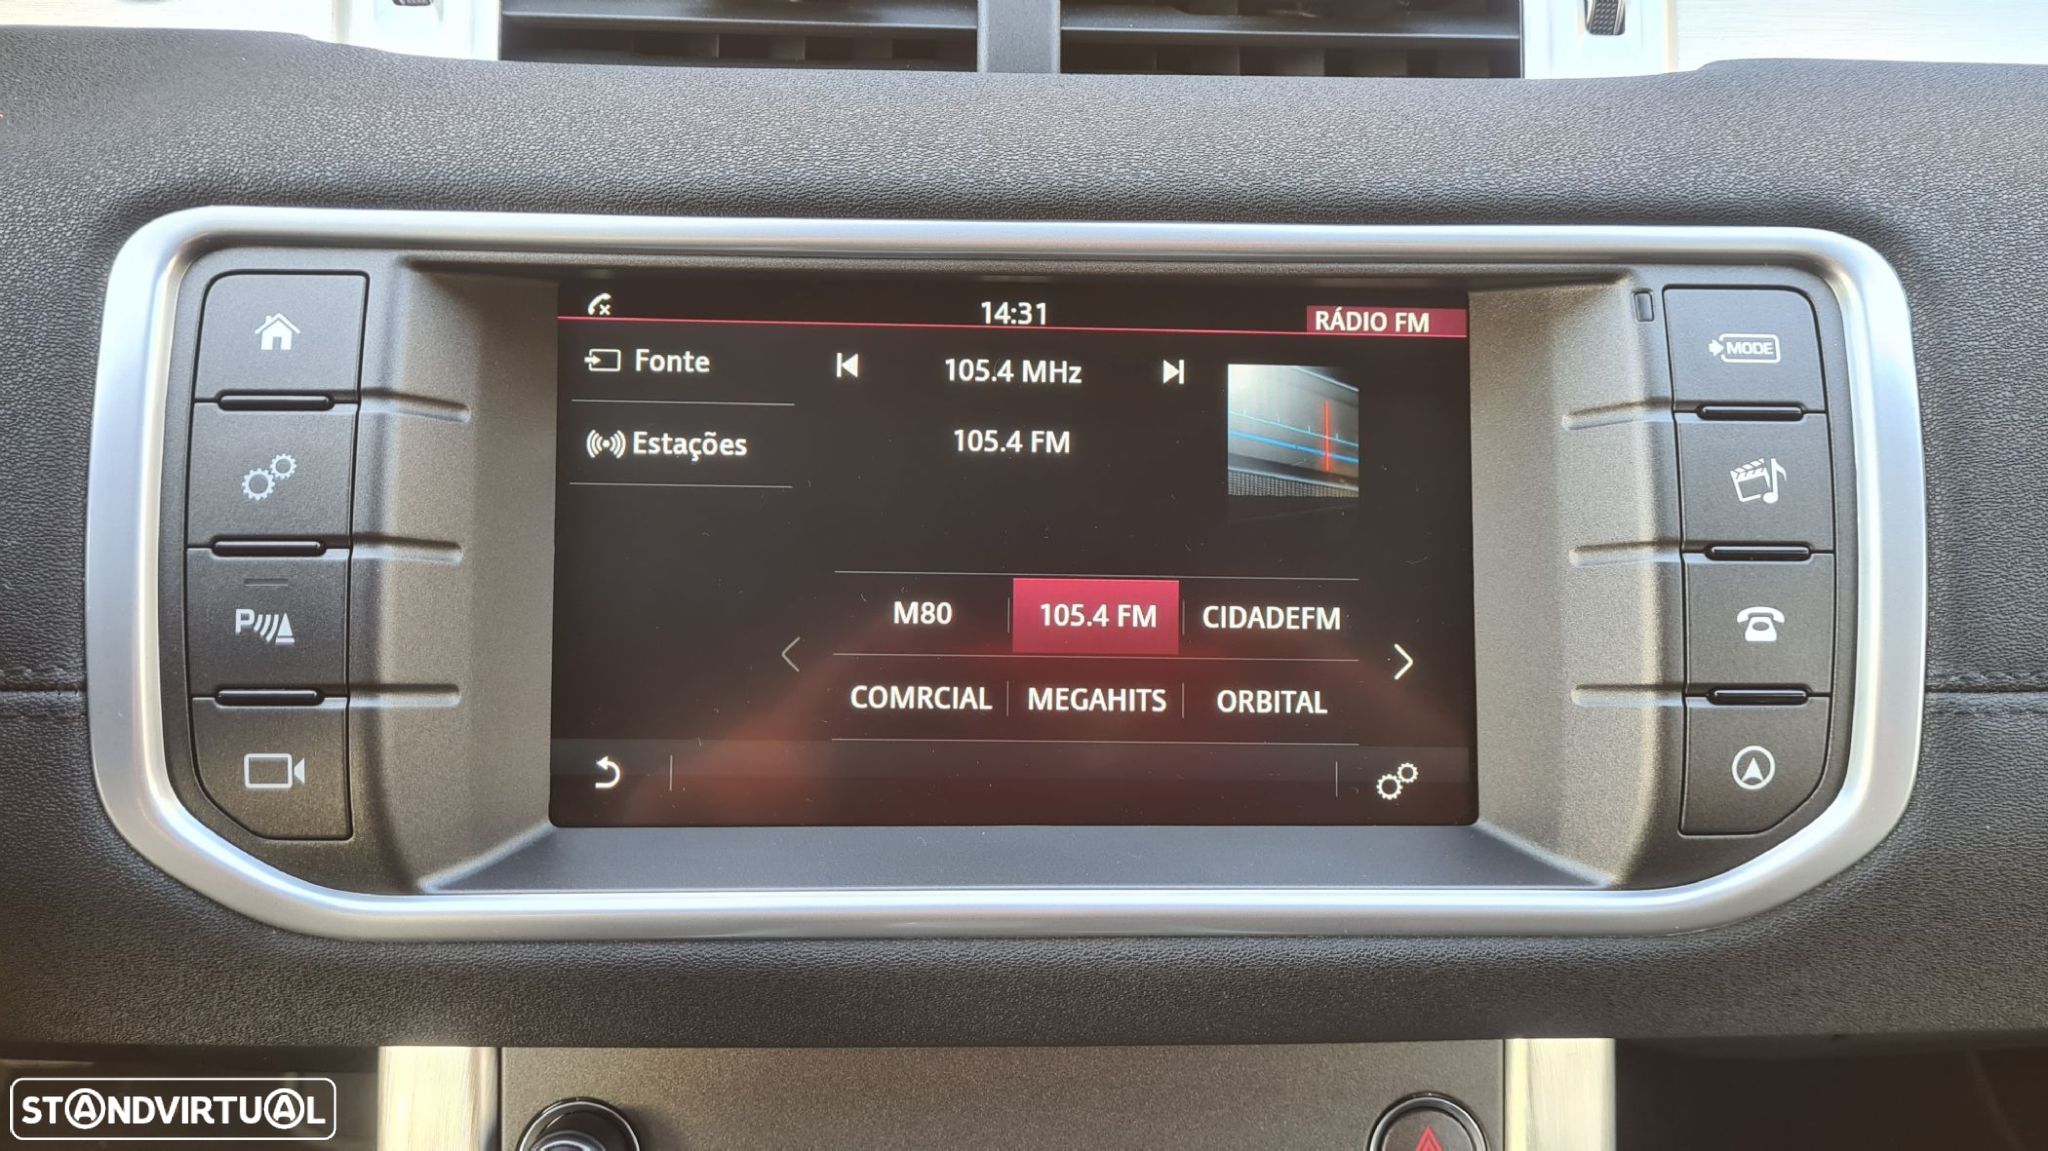 14:31
RÁDIO FM
MODE
Fonte
105.4 MHz
Estações
105.4 FM
M80
105.4 FM
CIDADEFM
P
COMRCIAL
MEGAHITS
ORBITAL
STANDVIRTUAL